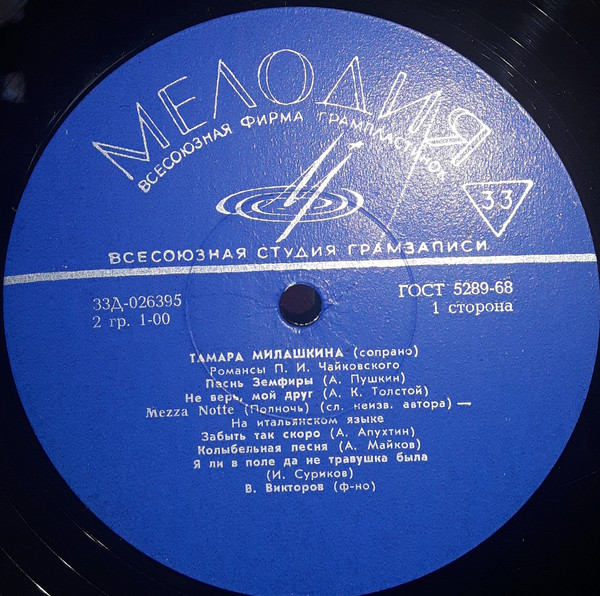 МЕЛОДИЯ
ВСЕСОЮЗНАЯ ФИРМА ГРАМПЛАСТИНОК
33
ВСЕСОЮЗНАЯ СТУДИЯ ГРАМЗАПИСИ
33Д-026395
ГОСТ 5289-68
2 гр. 1-00
1 сторона
ТАМАРА МИЛАШКИНА (сопрано)
Романсы П. И. Чайковского
Песнь Земфиры (А. Пушкин)
Не верь, мой друг (А. К. Толстой)
Mezza Notte (Полночь) (сл. неизв. автора) —
На итальянском языке
Забыть так скоро (А. Апухтин)
Колыбельная песня (А. Майков)
Я ли в поле да не травушка была
(И. Суриков)
В. Викторов (ф-но)